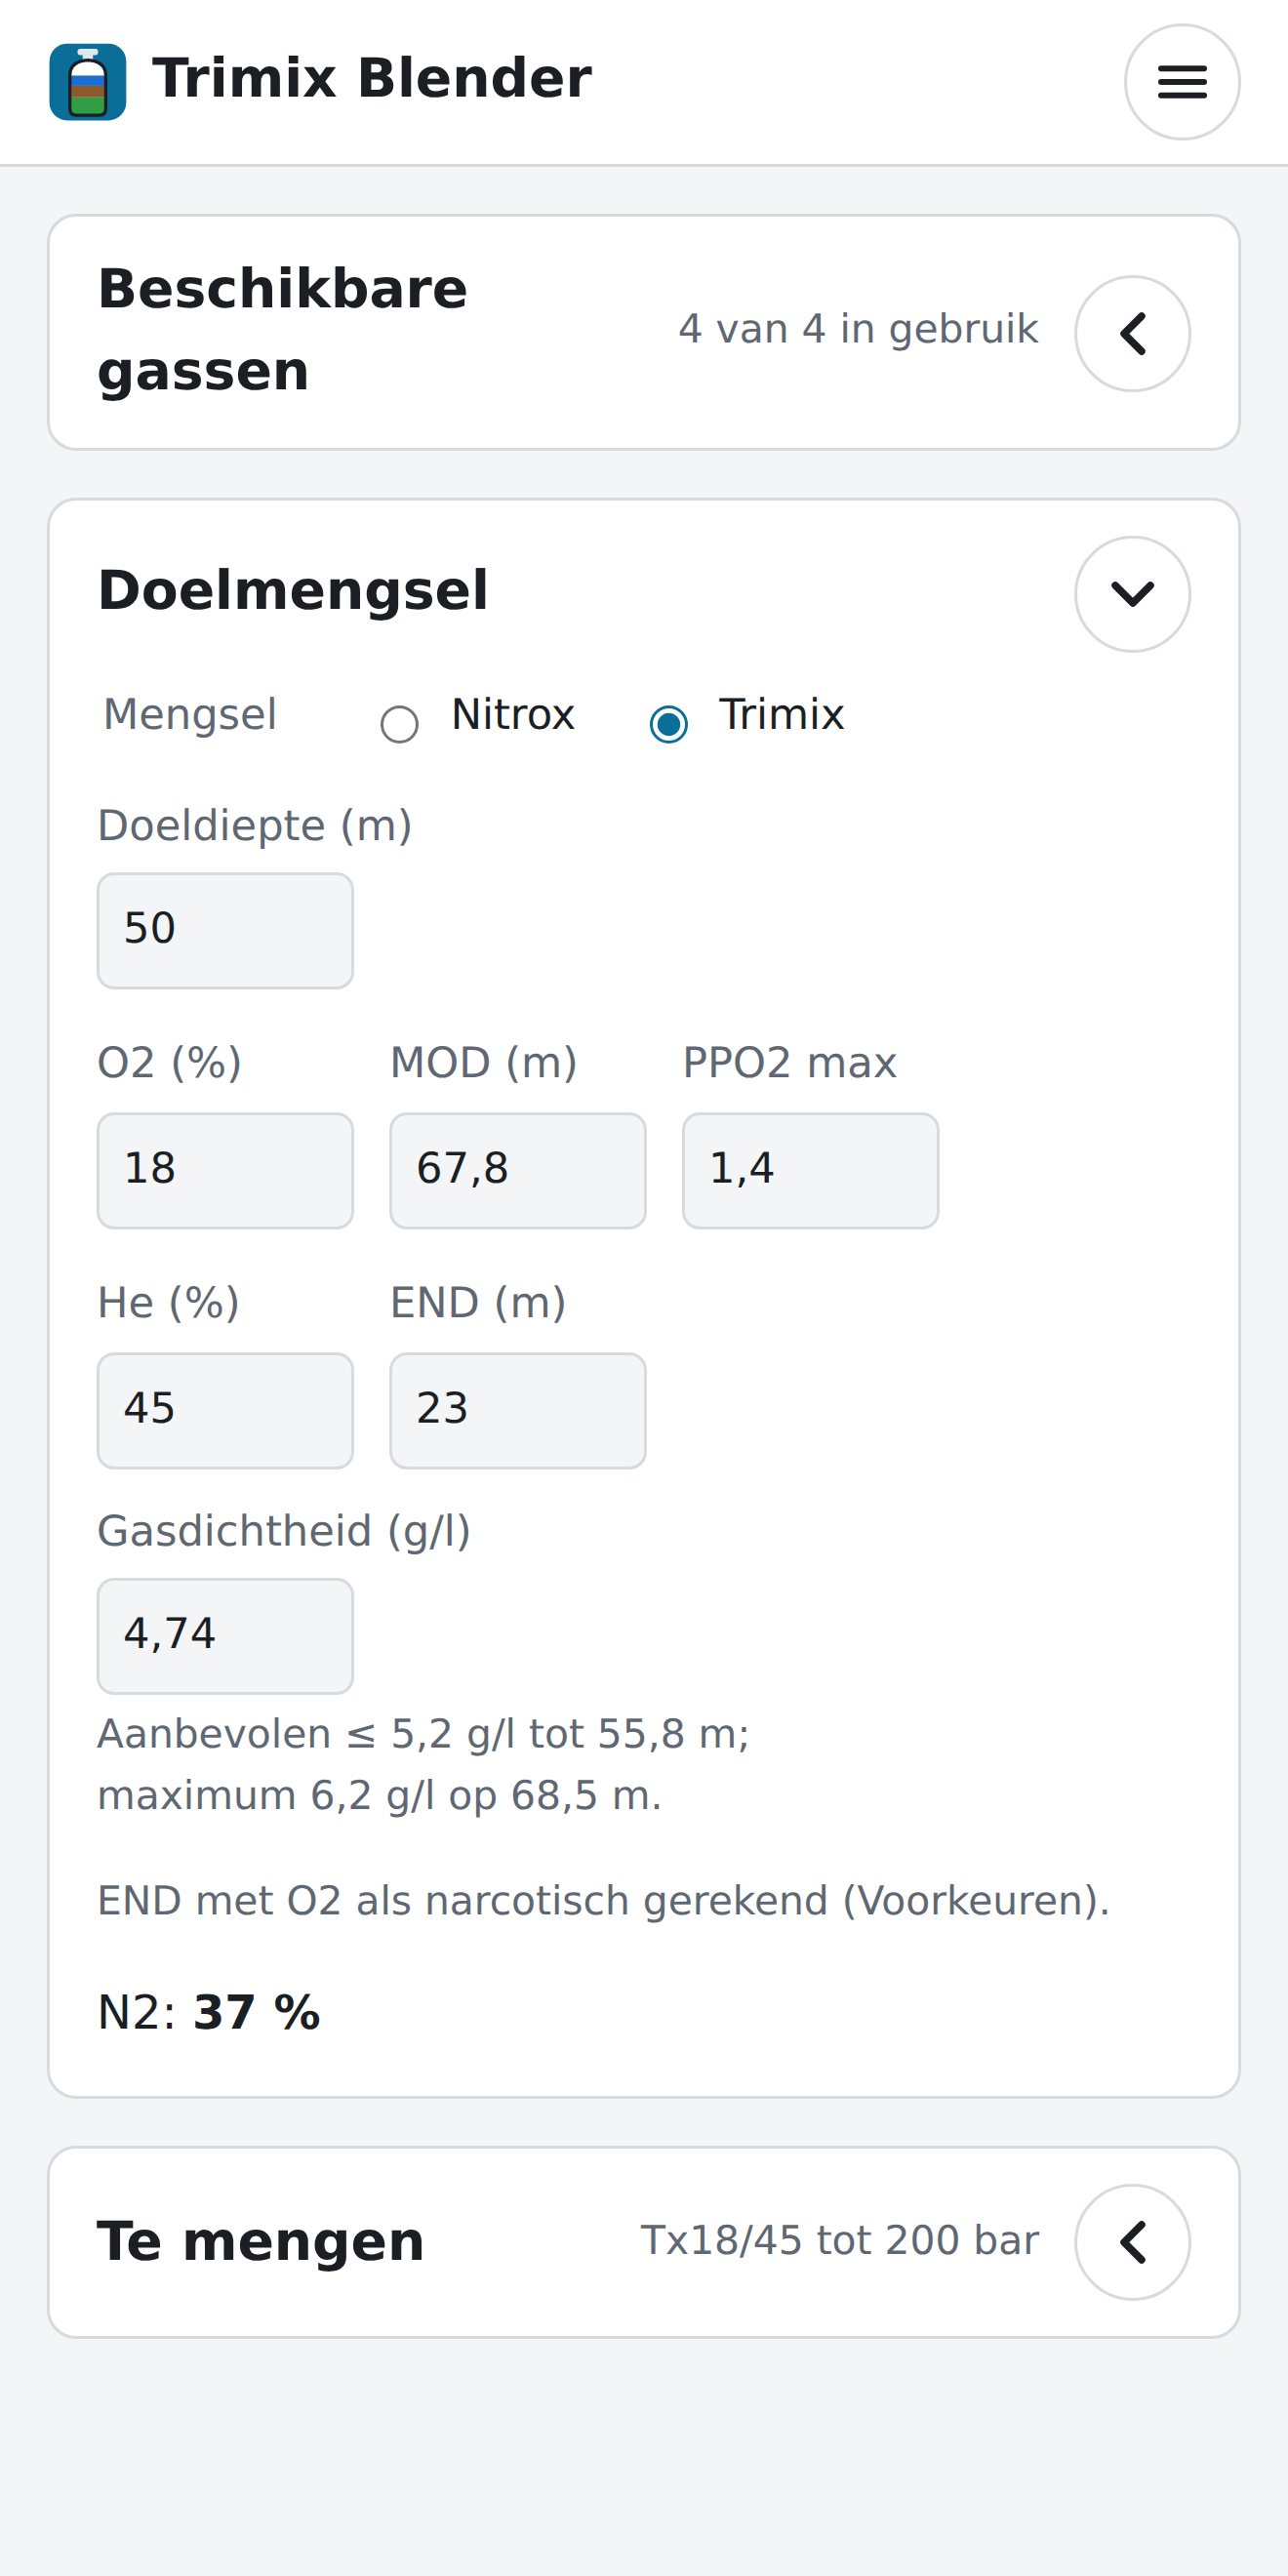 Trimix Blender
Beschikbare
gassen
4 van 4 in gebruik
Doelmengsel
Mengsel Nitrox Trimix
Doeldiepte (m)
50
O2 (%) MOD (m) PPO2 max
18 67,8 1,4
He (%) END (m)
45 23
Gasdichtheid (g/l)
4,74
Aanbevolen ≤ 5,2 g/l tot 55,8 m;
maximum 6,2 g/l op 68,5 m.
END met O2 als narcotisch gerekend (Voorkeuren).
N2: 37 %
Te mengen Tx18/45 tot 200 bar